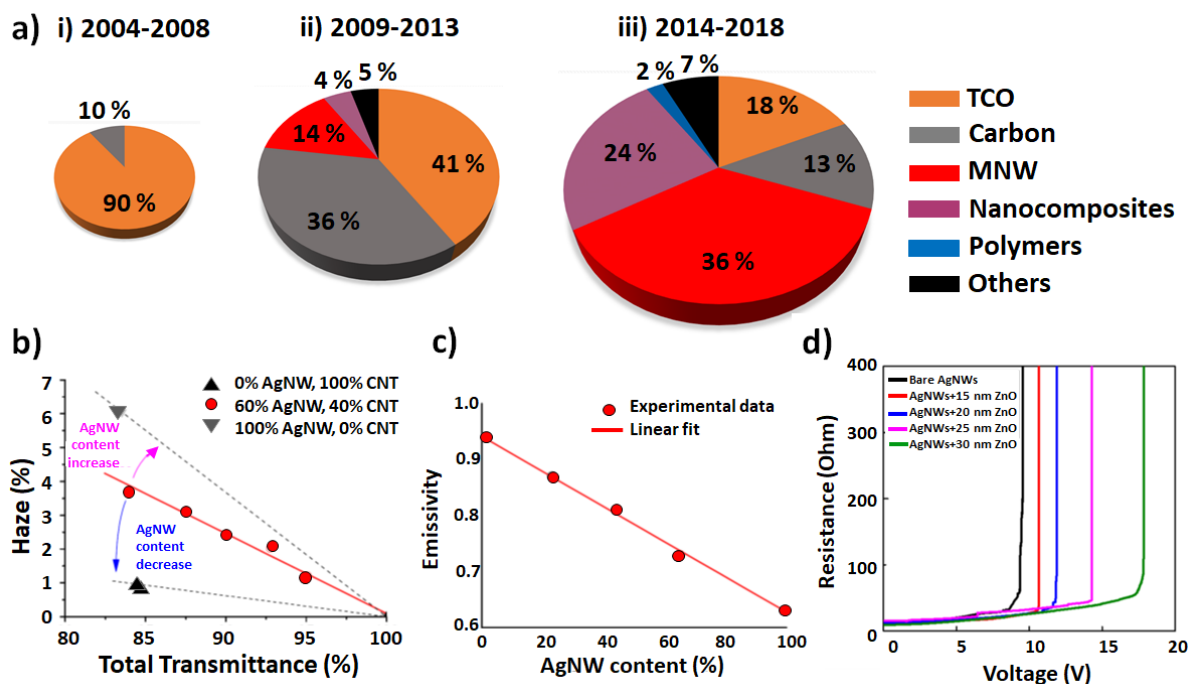 a)
i) 2004-2008
ii) 2009-2013
iii) 2014-2018
10 %
90 %
4 %
5 %
14 %
41 %
36 %
2 %
7 %
18 %
24 %
13 %
36 %
TCO
Carbon
MNW
Nanocomposites
Polymers
Others
b)
7
6
5
4
3
2
1
0
Haze (%)
80
85
90
95
100
Total Transmittance (%)
0% AgNW, 100% CNT
60% AgNW, 40% CNT
100% AgNW, 0% CNT
AgNW
content
increase
AgNW
content
decrease
c)
1.0
0.9
0.8
0.7
0.6
Emissivity
0
20
40
60
80
100
AgNW content (%)
Experimental data
Linear fit
d)
400
300
200
100
0
Resistance (Ohm)
5
10
15
20
Voltage (V)
Bare AgNWs
AgNWs+15 nm ZnO
AgNWs+20 nm ZnO
AgNWs+25 nm ZnO
AgNWs+30 nm ZnO